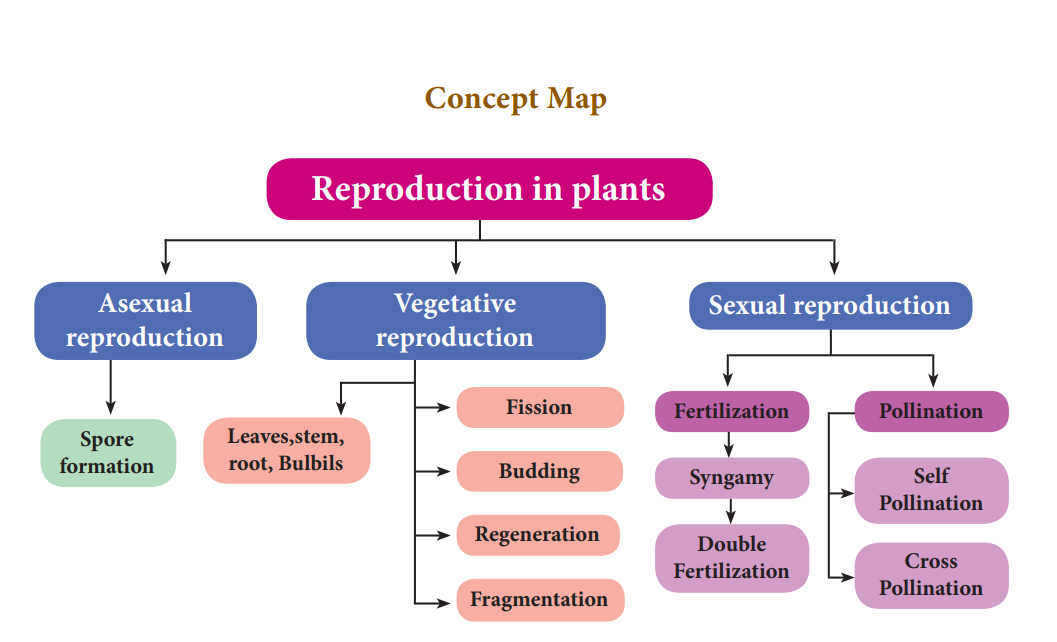 Concept Map
Reproduction in plants
Asexual
reproduction
Vegetative
reproduction
Sexual reproduction
Spore
formation
Leaves,stem,
root, Bulbils
Fission
Budding
Regeneration
Fragmentation
Fertilization
Syngamy
Double
Fertilization
Pollination
Self
Pollination
Cross
Pollination